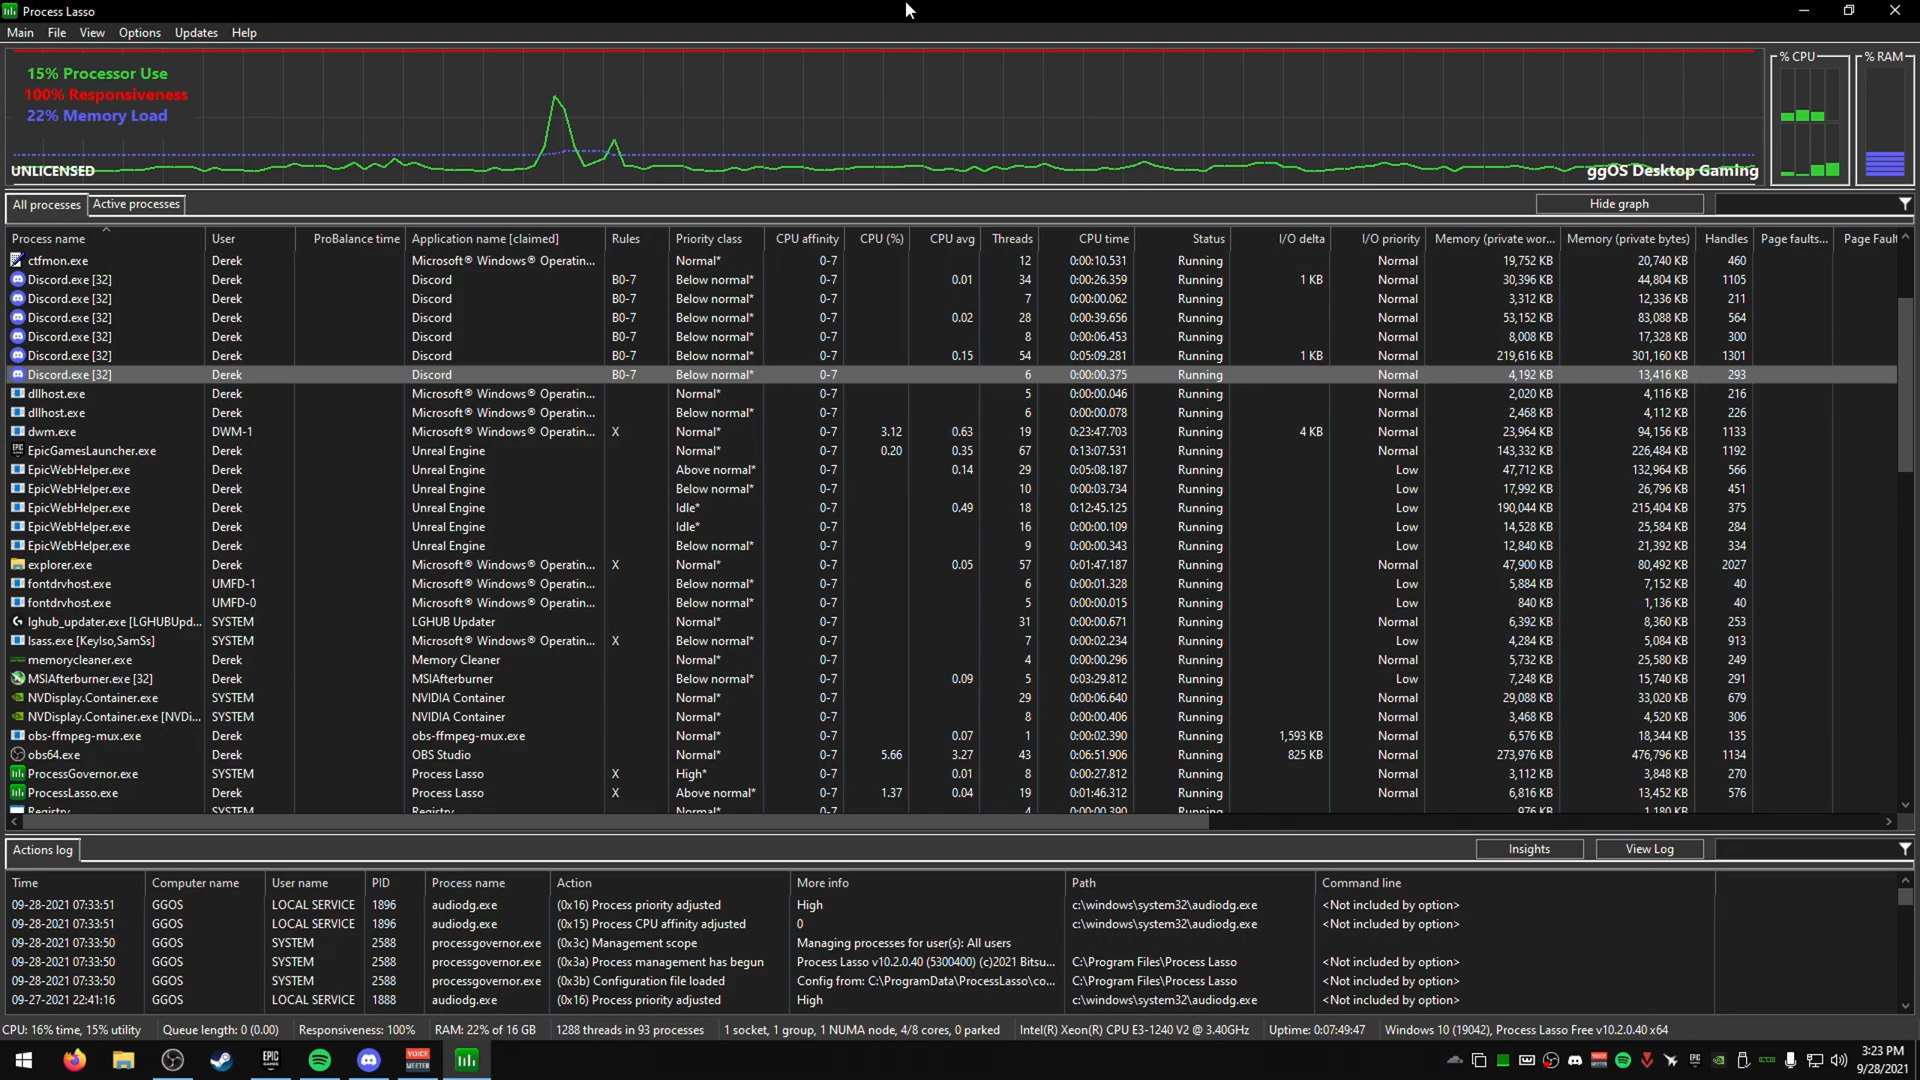 Process Lasso
Main File View Options Updates Help
15% Processor Use
100% Responsiveness
22% Memory Load
UNLICENSED
ggOS Desktop Gaming
% CPU
% RAM
All processes Active processes Hide graph
Process name User ProBalance time Application name [claimed] Rules Priority class CPU affinity CPU (%) CPU avg Threads CPU time Status I/O delta I/O priority Memory (private wor... Memory (private bytes) Handles Page faults... Page Fault
ctfmon.exe Derek Microsoft® Windows® Operatin... Normal* 0-7 12 0:00:10.531 Running Normal 19,752 KB 20,740 KB 460
Discord.exe [32] Derek Discord B0-7 Below normal* 0-7 0.01 34 0:00:26.359 Running 1 KB Normal 30,396 KB 44,804 KB 1105
Discord.exe [32] Derek Discord B0-7 Below normal* 0-7 7 0:00:00.062 Running Normal 3,312 KB 12,336 KB 211
Discord.exe [32] Derek Discord B0-7 Below normal* 0-7 0.02 28 0:00:39.656 Running Normal 53,152 KB 83,088 KB 564
Discord.exe [32] Derek Discord B0-7 Below normal* 0-7 8 0:00:06.453 Running Normal 8,008 KB 17,328 KB 300
Discord.exe [32] Derek Discord B0-7 Below normal* 0-7 0.15 54 0:05:09.281 Running 1 KB Normal 219,616 KB 301,160 KB 1301
Discord.exe [32] Derek Discord B0-7 Below normal* 0-7 6 0:00:00.375 Running Normal 4,192 KB 13,416 KB 293
dllhost.exe Derek Microsoft® Windows® Operatin... Normal* 0-7 5 0:00:00.046 Running Normal 2,020 KB 4,116 KB 216
dllhost.exe Derek Microsoft® Windows® Operatin... Below normal* 0-7 6 0:00:00.078 Running Normal 2,468 KB 4,112 KB 226
dwm.exe DWM-1 Microsoft® Windows® Operatin... X Normal* 0-7 3.12 0.63 19 0:23:47.703 Running 4 KB Normal 23,964 KB 94,156 KB 1133
EpicGamesLauncher.exe Derek Unreal Engine Normal* 0-7 0.20 0.35 67 0:13:07.531 Running Normal 143,332 KB 226,484 KB 1192
EpicWebHelper.exe Derek Unreal Engine Above normal* 0-7 0.14 29 0:05:08.187 Running Low 47,712 KB 132,964 KB 566
EpicWebHelper.exe Derek Unreal Engine Below normal* 0-7 10 0:00:03.734 Running Low 17,992 KB 26,796 KB 451
EpicWebHelper.exe Derek Unreal Engine Idle* 0-7 0.49 18 0:12:45.125 Running Low 190,044 KB 215,404 KB 375
EpicWebHelper.exe Derek Unreal Engine Idle* 0-7 16 0:00:00.109 Running Low 14,528 KB 25,584 KB 284
EpicWebHelper.exe Derek Unreal Engine Below normal* 0-7 9 0:00:00.343 Running Low 12,840 KB 21,392 KB 334
explorer.exe Derek Microsoft® Windows® Operatin... X Normal* 0-7 0.05 57 0:01:47.187 Running Normal 47,900 KB 80,492 KB 2027
fontdrvhost.exe UMFD-1 Microsoft® Windows® Operatin... Below normal* 0-7 6 0:00:01.328 Running Low 5,884 KB 7,152 KB 40
fontdrvhost.exe UMFD-0 Microsoft® Windows® Operatin... Below normal* 0-7 5 0:00:00.015 Running Low 840 KB 1,136 KB 40
lghub_updater.exe [LGHUBUpd... SYSTEM LGHUB Updater Normal* 0-7 31 0:00:00.671 Running Normal 6,392 KB 8,360 KB 253
lsass.exe [KeyIso,SamSs] SYSTEM Microsoft® Windows® Operatin... X Below normal* 0-7 7 0:00:02.234 Running Low 4,284 KB 5,084 KB 913
memorycleaner.exe Derek Memory Cleaner Normal* 0-7 4 0:00:00.296 Running Normal 5,732 KB 25,580 KB 249
MSIAfterburner.exe [32] Derek MSIAfterburner Below normal* 0-7 0.09 5 0:03:29.812 Running Low 7,248 KB 15,740 KB 291
NVDisplay.Container.exe SYSTEM NVIDIA Container Normal* 0-7 29 0:00:06.640 Running Normal 29,088 KB 33,020 KB 679
NVDisplay.Container.exe [NVDi... SYSTEM NVIDIA Container Normal* 0-7 8 0:00:00.406 Running Normal 3,468 KB 4,520 KB 306
obs-ffmpeg-mux.exe Derek obs-ffmpeg-mux.exe Normal* 0-7 0.07 1 0:00:02.390 Running 1,593 KB Normal 6,576 KB 18,344 KB 135
obs64.exe Derek OBS Studio Normal* 0-7 5.66 3.27 43 0:06:51.906 Running 825 KB Normal 273,976 KB 476,796 KB 1134
ProcessGovernor.exe SYSTEM Process Lasso X High* 0-7 0.01 8 0:00:27.812 Running Normal 3,112 KB 3,848 KB 270
ProcessLasso.exe Derek Process Lasso X Above normal* 0-7 1.37 0.04 19 0:01:46.312 Running Normal 6,816 KB 13,452 KB 576
Registry SYSTEM Registry Normal* 0-7 4 0:00:00.390 Running Normal 976 KB 1,180 KB
Actions log Insights View Log
Time Computer name User name PID Process name Action More info Path Command line
09-28-2021 07:33:51 GGOS LOCAL SERVICE 1896 audiodg.exe (0x16) Process priority adjusted High c:\windows\system32\audiodg.exe <Not included by option>
09-28-2021 07:33:51 GGOS LOCAL SERVICE 1896 audiodg.exe (0x15) Process CPU affinity adjusted 0 c:\windows\system32\audiodg.exe <Not included by option>
09-28-2021 07:33:50 GGOS SYSTEM 2588 processgovernor.exe (0x3c) Management scope Managing processes for user(s): All users
09-28-2021 07:33:50 GGOS SYSTEM 2588 processgovernor.exe (0x3a) Process management has begun Process Lasso v10.2.0.40 (5300400) (c)2021 Bitsu... C:\Program Files\Process Lasso <Not included by option>
09-28-2021 07:33:50 GGOS SYSTEM 2588 processgovernor.exe (0x3b) Configuration file loaded Config from: C:\ProgramData\ProcessLasso\co... C:\Program Files\Process Lasso <Not included by option>
09-27-2021 22:41:16 GGOS LOCAL SERVICE 1888 audiodg.exe (0x16) Process priority adjusted High c:\windows\system32\audiodg.exe <Not included by option>
CPU: 16% time, 15% utility Queue length: 0 (0.00) Responsiveness: 100% RAM: 22% of 16 GB 1288 threads in 93 processes 1 socket, 1 group, 1 NUMA node, 4/8 cores, 0 parked Intel(R) Xeon(R) CPU E3-1240 V2 @ 3.40GHz Uptime: 0:07:49:47 Windows 10 (19042), Process Lasso Free v10.2.0.40 x64
EPIC GAMES VOICE MEETER
3:23 PM
9/28/2021